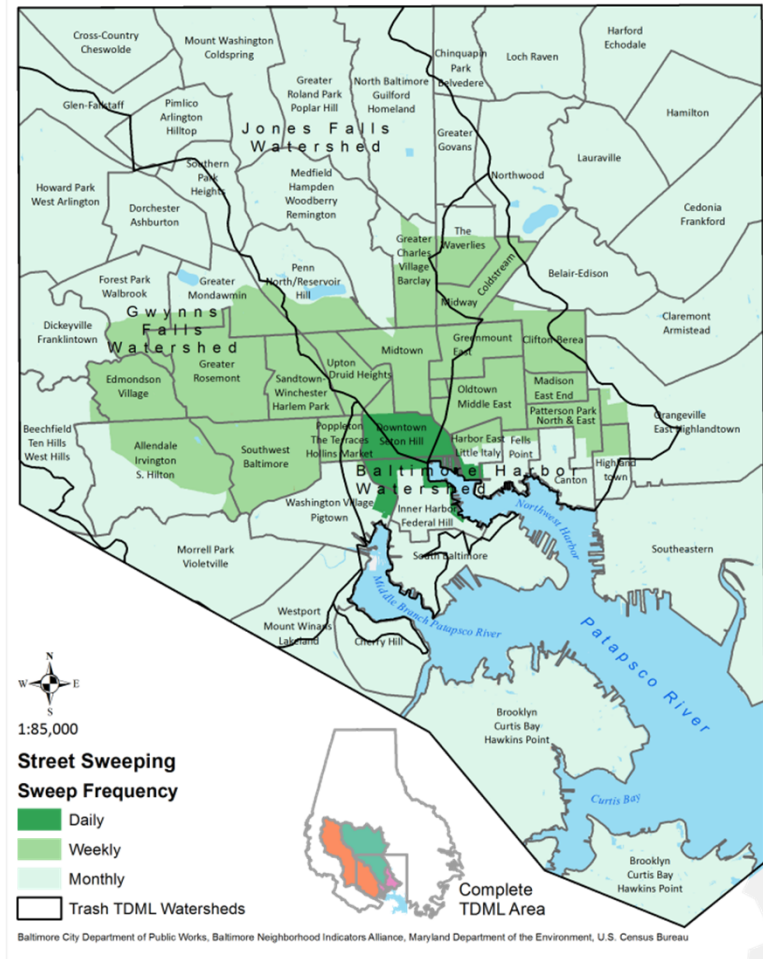 Cross-Country
Cheswolde
Mount Washington
Coldspring
Chinquapin
Park
Belvedere
Loch Raven
Harford
Echodale
Glen-Fallstaff
Pimlico
Arlington
Hilltop
Greater
Roland Park
Poplar Hill
North Baltimore
Guilford
Homeland
Hamilton
Jones Falls
Watershed
Greater
Govans
Lauraville
Southern
Park
Heights
Northwood
Howard Park
West Arlington
Dorchester
Ashburton
Medfield
Hampden
Woodberry
Remington
Cedonia
Frankford
Greater
Charles
Village
Barclay
The
Waverlies
Coldstream
Midway
Belair-Edison
Forest Park
Walbrook
Greater
Mondawmin
Penn
North/Reservoir
Hill
Gwynns
Falls
Watershed
Dickeyville
Franklintown
Claremont
Armistead
Greenmount
East
Clifton-Berea
Midtown
Upton
Druid Heights
Greater
Rosemont
Edmondson
Village
Sandtown-
Winchester
Harlem Park
Oldtown
Middle East
Madison
East End
Patterson Park
North & East
Orangeville
East Highlandtown
Beechfield
Ten Hills
West Hills
Allendale
Irvington
S. Hilton
Southwest
Baltimore
Poppleton
The Terraces
Hollins Market
Downtown
Seton Hill
Harbor East
Little Italy
Fells
Point
Canton
Highland
town
Baltimore Harbor
Watershed
Washington Village
Pigtown
Inner Harbor
Federal Hill
Northwest Harbor
Morrell Park
Violetville
South Baltimore
Southeastern
Middle Branch Patapsco River
Westport
Mount Winans
Lakeland
Cherry Hill
Patapsco River
Brooklyn
Curtis Bay
Hawkins Point
Curtis Bay
Brooklyn
Curtis Bay
Hawkins Point
N
W E
S
1:85,000
Street Sweeping
Sweep Frequency
Daily
Weekly
Monthly
Trash TDML Watersheds
Complete
TDML Area
Baltimore City Department of Public Works, Baltimore Neighborhood Indicators Alliance, Maryland Department of the Environment, U.S. Census Bureau